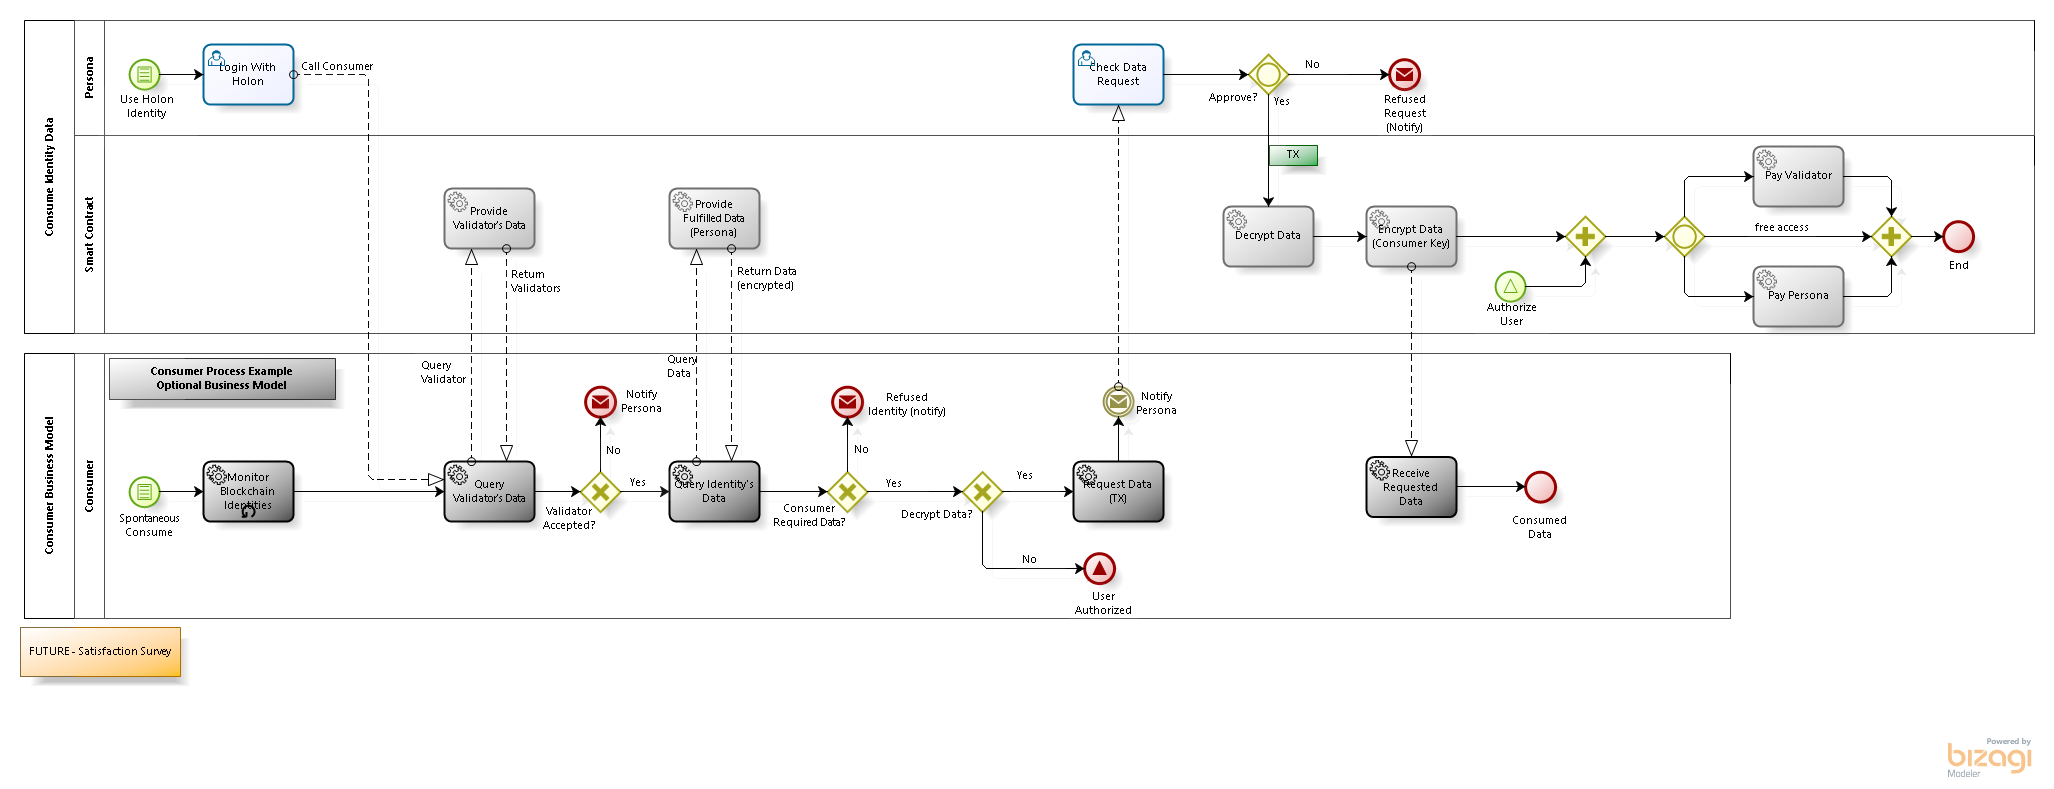 Consume Identity Data
Persona
Use Holon
Identity
Login With
Holon
Call Consumer
Check Data
Request
Approve?
No
Yes
Refused
Request
(Notify)
Smart Contract
TX
Provide
Validator's Data
Return
Validators
Provide
Fulfilled Data
(Persona)
Return Data
(encrypted)
Decrypt Data
Encrypt Data
(Consumer Key)
Authorize
User
Pay Validator
free access
Pay Persona
End
Consumer Business Model
Consumer
Consumer Process Example
Optional Business Model
Query
Validator
Query
Data
Spontaneous
Consume
Monitor
Blockchain
Identities
Query
Validator's Data
Validator
Accepted?
No
Notify
Persona
Yes
Query Identity's
Data
Consumer
Required Data?
No
Refused
Identity (notify)
Yes
Decrypt Data?
Yes
No
User
Authorized
Request Data
(TX)
Notify
Persona
Receive
Requested
Data
Consumed
Data
FUTURE - Satisfaction Survey
Powered by
bizagi
Modeler